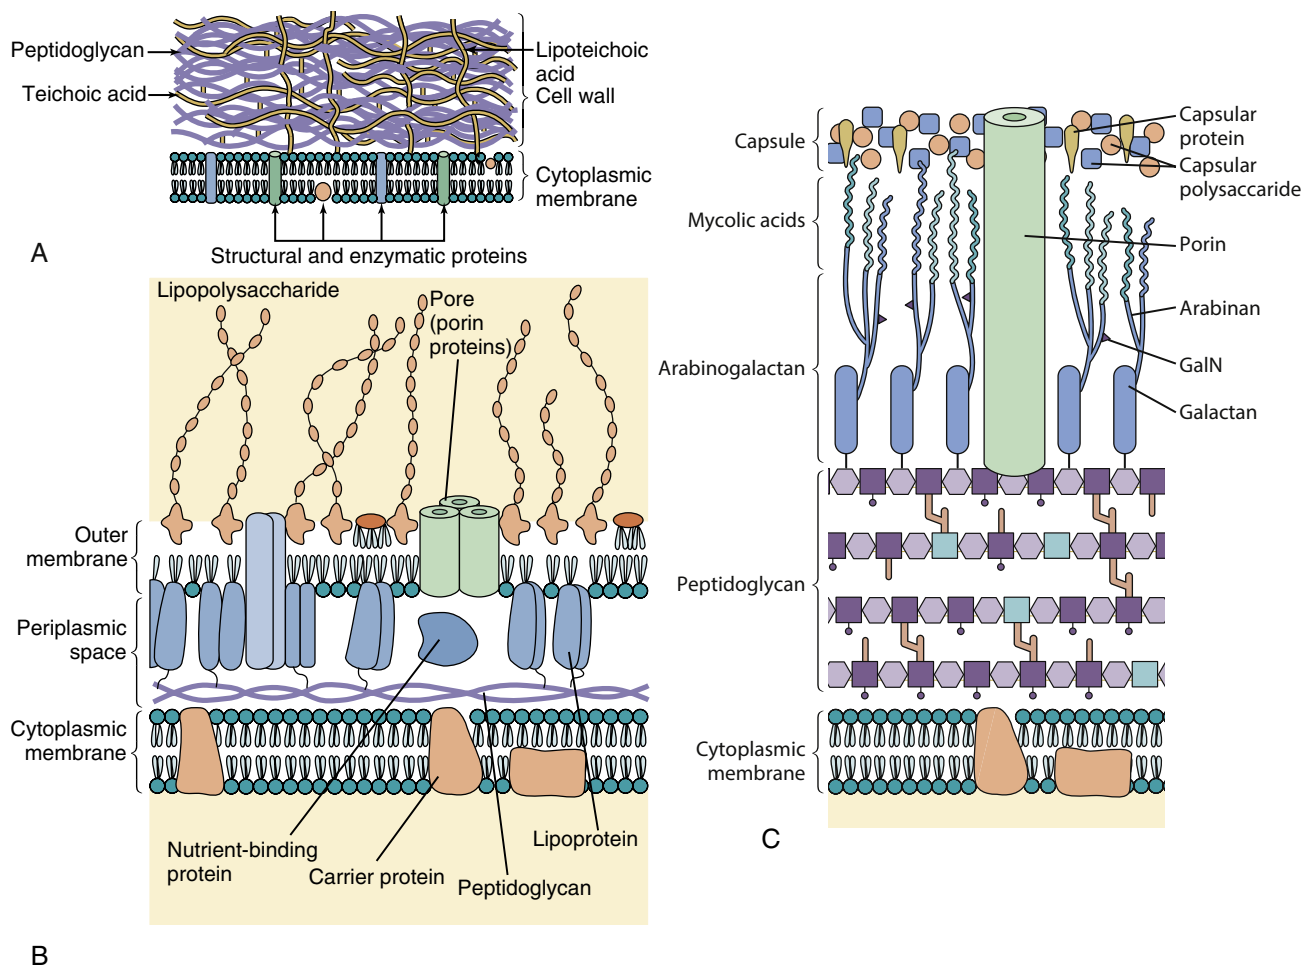 Peptidoglycan
Teichoic acid
Lipoteichoic
acid
Cell wall
Cytoplasmic
membrane
Structural and enzymatic proteins
A
Lipopolysaccharide
Pore
(porin
proteins)
Outer
membrane
Periplasmic
space
Cytoplasmic
membrane
Nutrient-binding
protein
Carrier protein
Peptidoglycan
Lipoprotein
B
Capsule
Mycolic acids
Arabinogalactan
Peptidoglycan
Cytoplasmic
membrane
Capsular
protein
Capsular
polysaccaride
Porin
Arabinan
GalN
Galactan
C